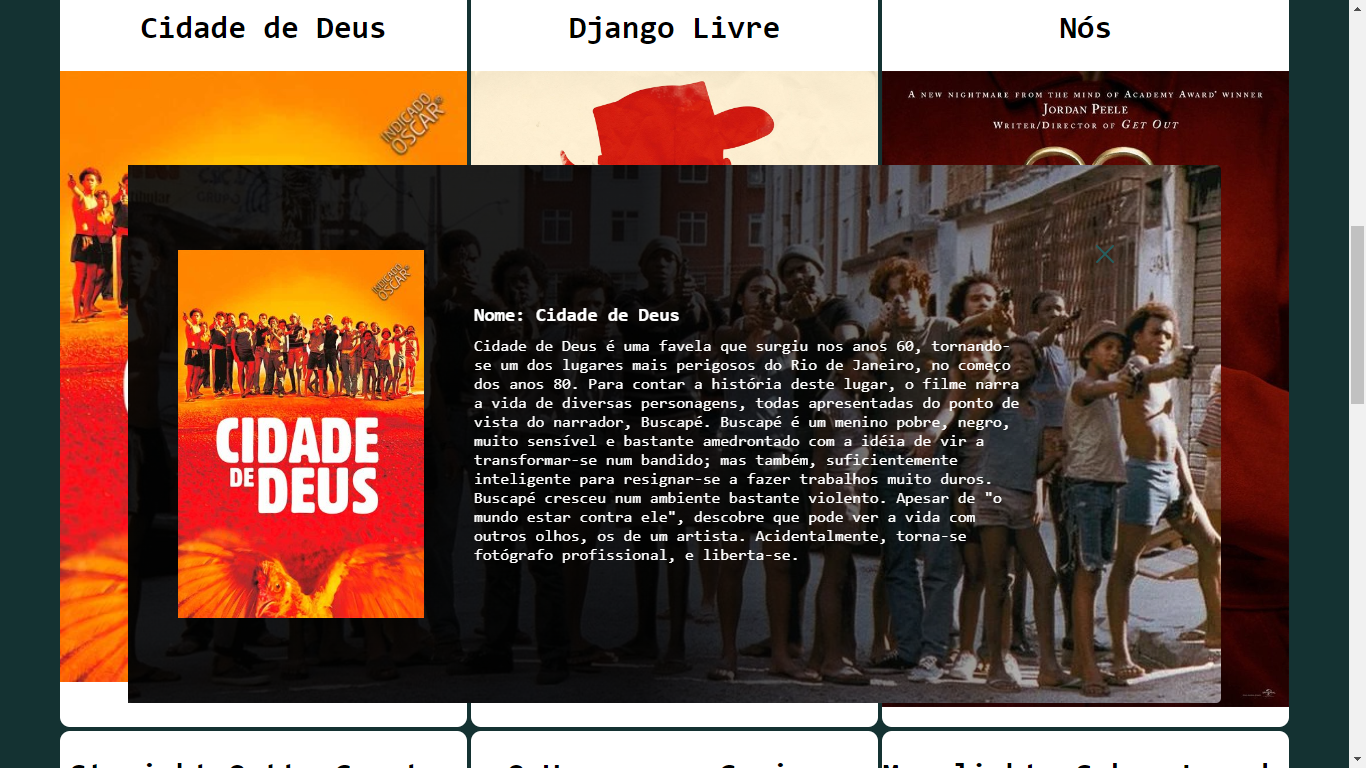 Cidade de Deus
Django Livre
Nós
INDICADO
OSCAR®
A NEW NIGHTMARE FROM THE MIND OF ACADEMY AWARD® WINNER
JORDAN PEELE
WRITER/DIRECTOR OF GET OUT
INDICADO
OSCAR®
CIDADE
DE DEUS
Nome: Cidade de Deus
Cidade de Deus é uma favela que surgiu nos anos 60, tornando-
se um dos lugares mais perigosos do Rio de Janeiro, no começo
dos anos 80. Para contar a história deste lugar, o filme narra
a vida de diversas personagens, todas apresentadas do ponto de
vista do narrador, Buscapé. Buscapé é um menino pobre, negro,
muito sensível e bastante amedrontado com a idéia de vir a
transformar-se num bandido; mas também, suficientemente
inteligente para resignar-se a fazer trabalhos muito duros.
Buscapé cresceu num ambiente bastante violento. Apesar de "o
mundo estar contra ele", descobre que pode ver a vida com
outros olhos, os de um artista. Acidentalmente, torna-se
fotógrafo profissional, e liberta-se.